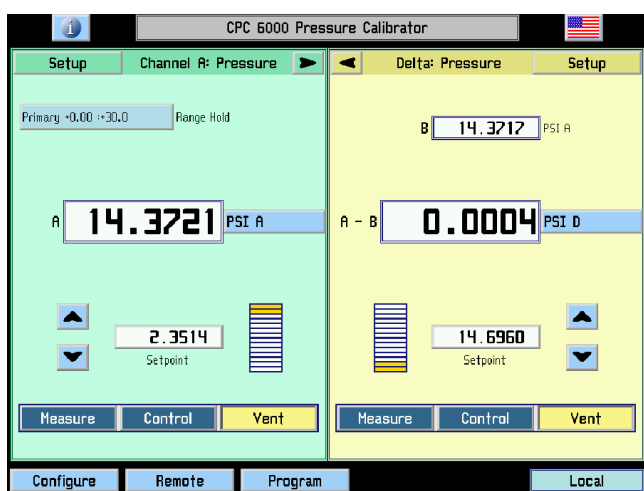 i CPC 6000 Pressure Calibrator
Setup Channel A: Pressure
Delta: Pressure Setup
Primary +0.00 :+30.0 Range Hold
B 14.3717 PSI A
A 14.3721 PSI A
A - B 0.0004 PSI D
2.3514
Setpoint
14.6960
Setpoint
Measure Control Vent
Measure Control Vent
Configure Remote Program Local